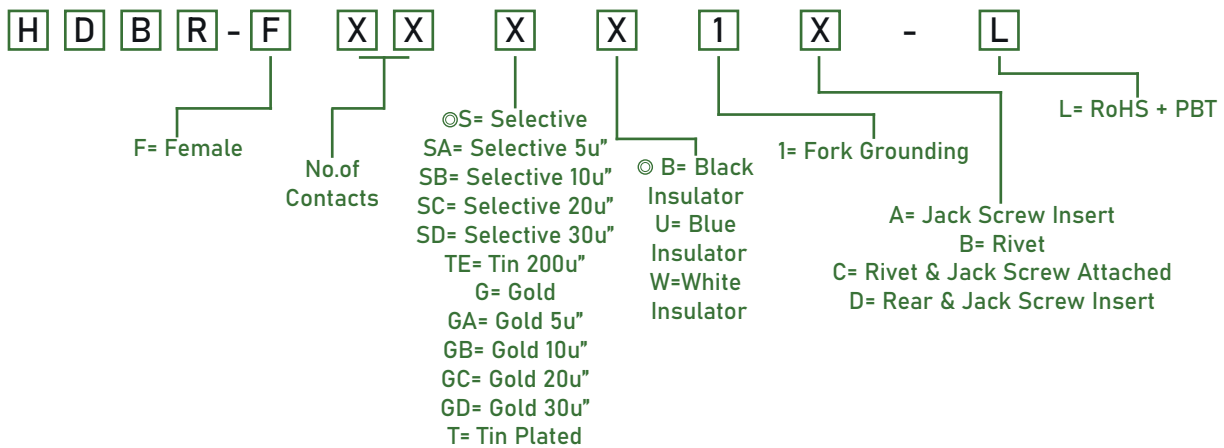 H D B R - F X X X X 1 X - L
F= Female
No.of
Contacts
◎S= Selective
SA= Selective 5u”
SB= Selective 10u”
SC= Selective 20u”
SD= Selective 30u”
TE= Tin 200u”
G= Gold
GA= Gold 5u”
GB= Gold 10u”
GC= Gold 20u”
GD= Gold 30u”
T= Tin Plated
◎ B= Black
Insulator
U= Blue
Insulator
W=White
Insulator
1= Fork Grounding
A= Jack Screw Insert
B= Rivet
C= Rivet & Jack Screw Attached
D= Rear & Jack Screw Insert
L= RoHS + PBT